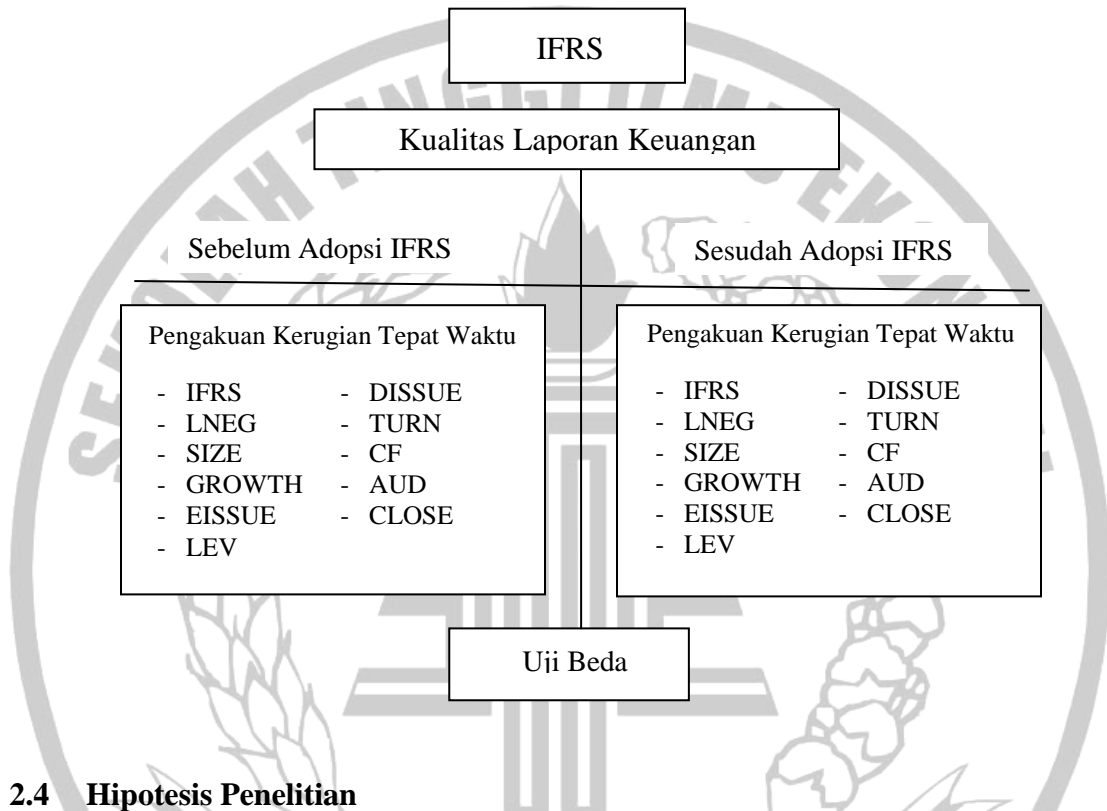 IFRS
Kualitas Laporan Keuangan
Sebelum Adopsi IFRS
Sesudah Adopsi IFRS
Pengakuan Kerugian Tepat Waktu
- IFRS - DISSUE
- LNEG - TURN
- SIZE - CF
- GROWTH - AUD
- EISSUE - CLOSE
- LEV
Pengakuan Kerugian Tepat Waktu
- IFRS - DISSUE
- LNEG - TURN
- SIZE - CF
- GROWTH - AUD
- EISSUE - CLOSE
- LEV
Uji Beda
2.4 Hipotesis Penelitian